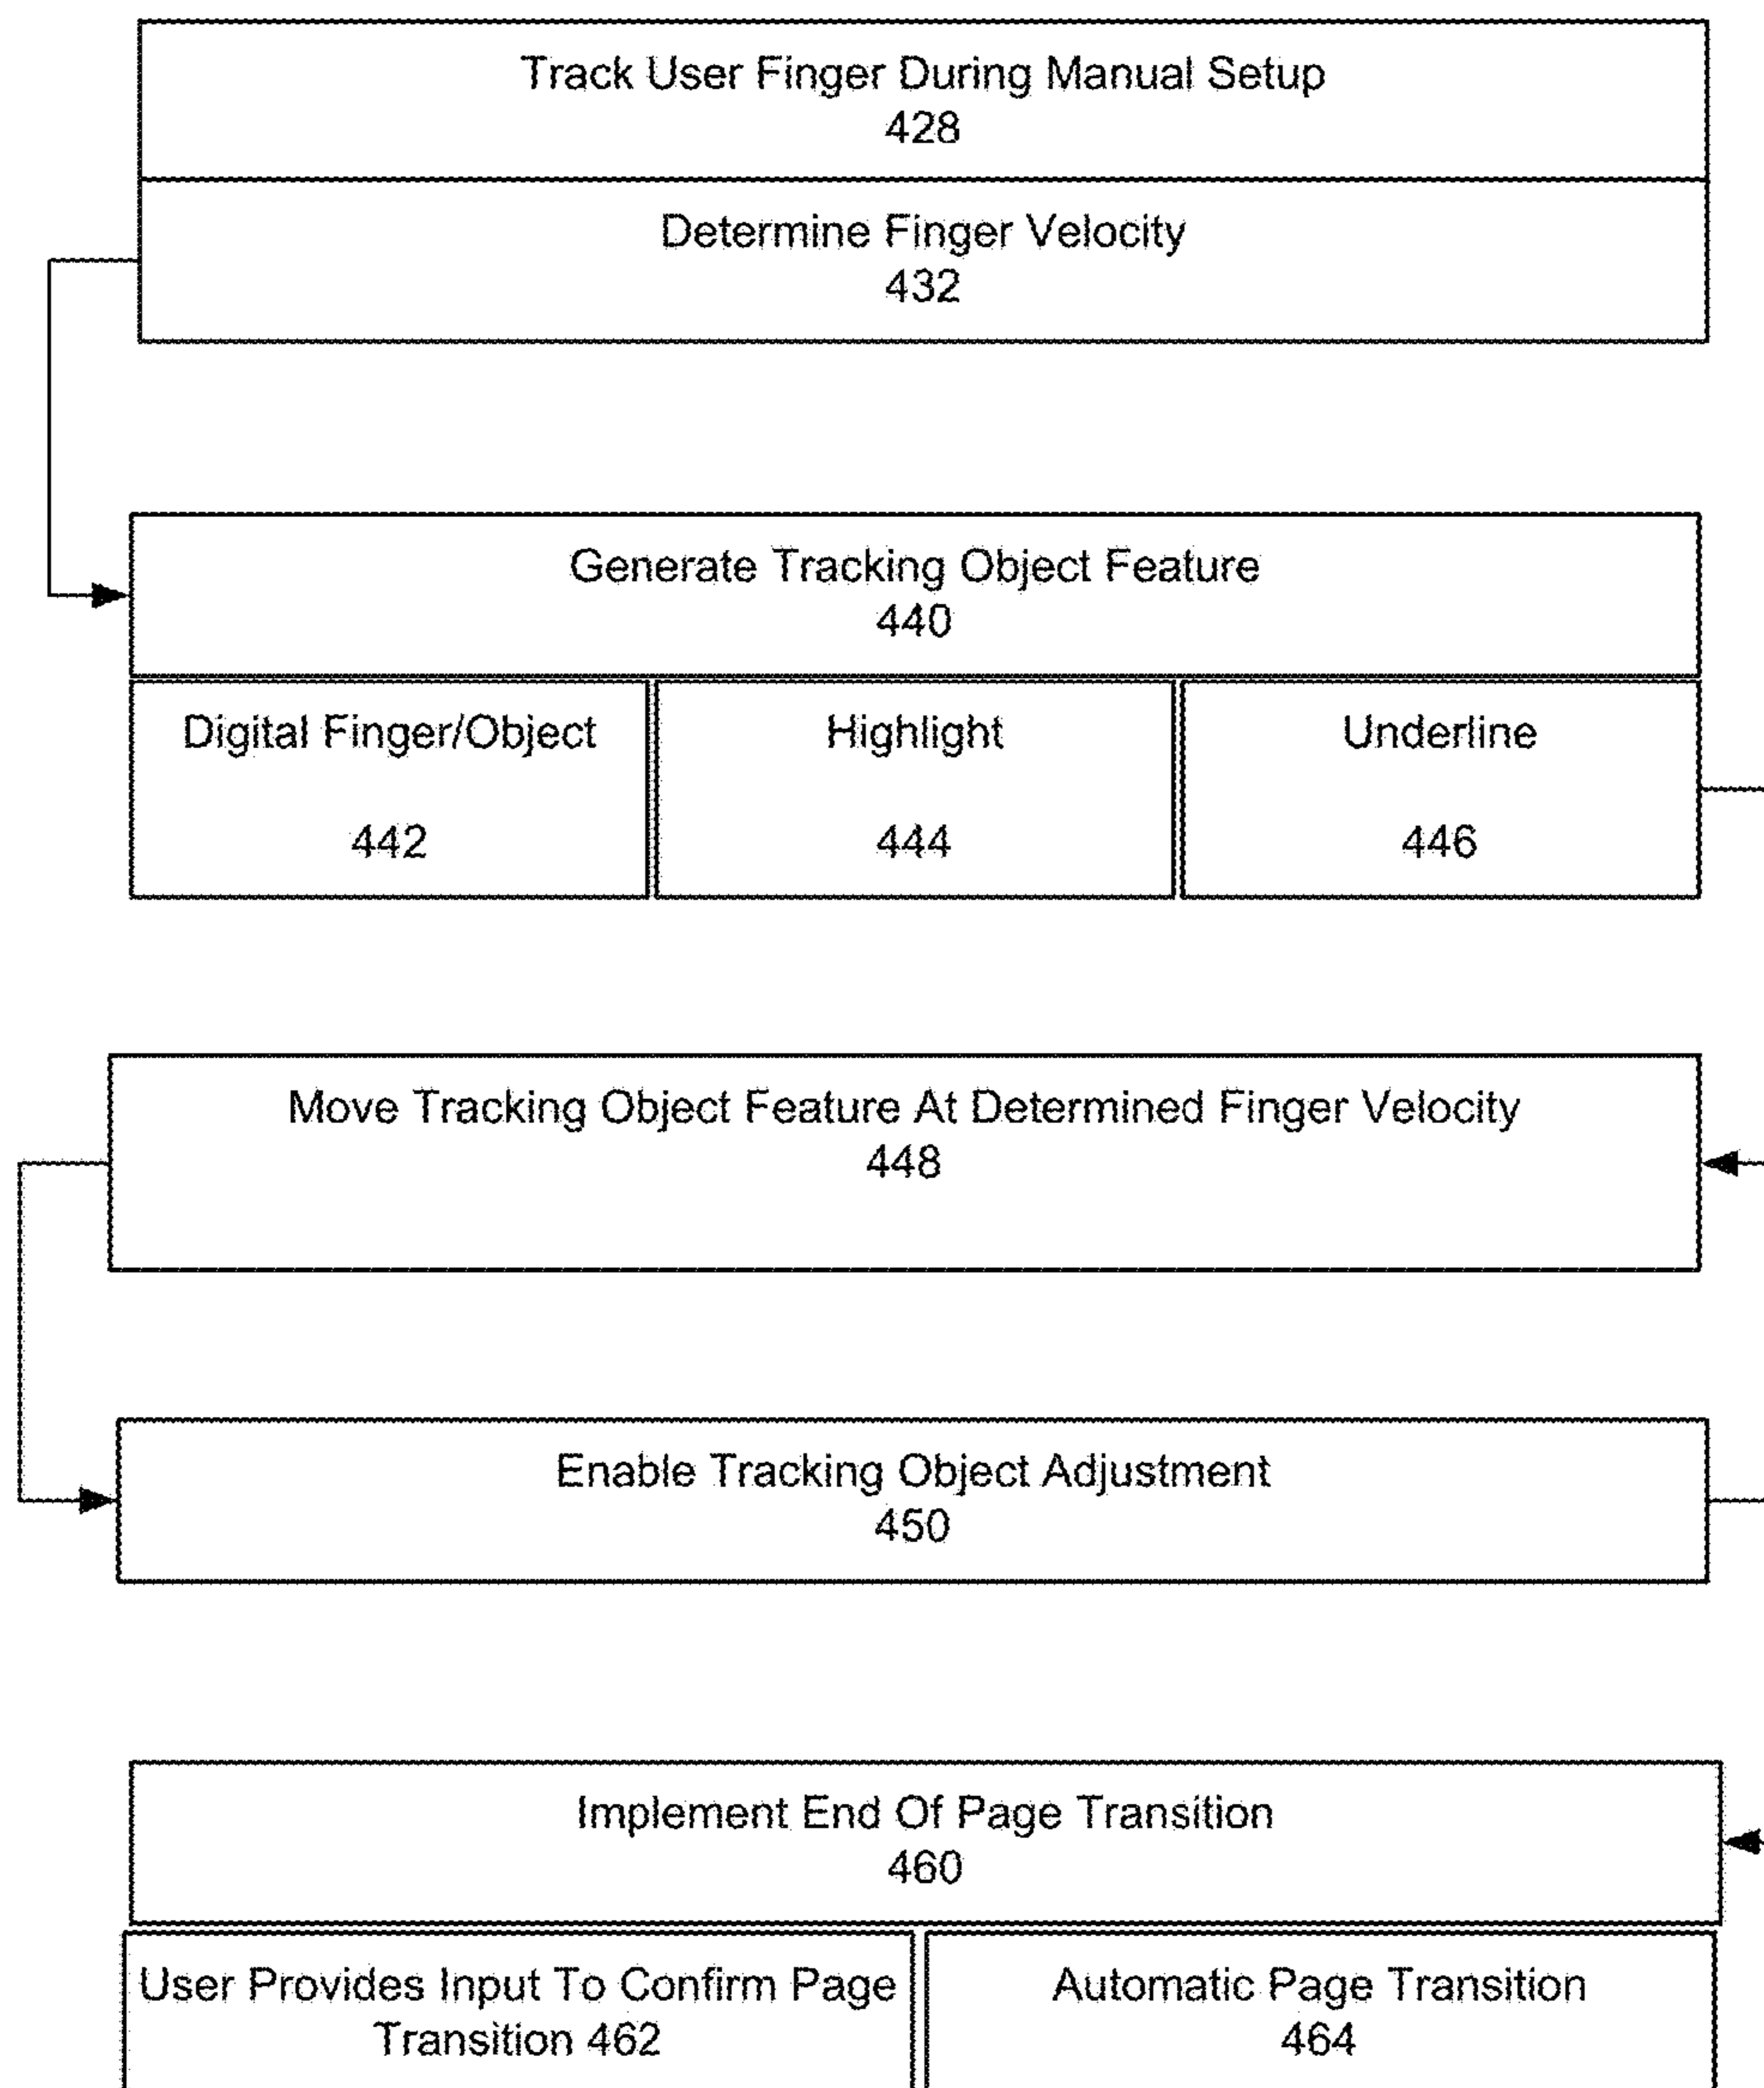 Track User Finger During Manual Setup
428
Determine Finger Velocity
432
Generate Tracking Object Feature
440
Digital Finger/Object
442
Highlight
444
Underline
446
Move Tracking Object Feature At Determined Finger Velocity
448
Enable Tracking Object Adjustment
450
Implement End Of Page Transition
460
User Provides Input To Confirm Page
Transition 462
Automatic Page Transition
464